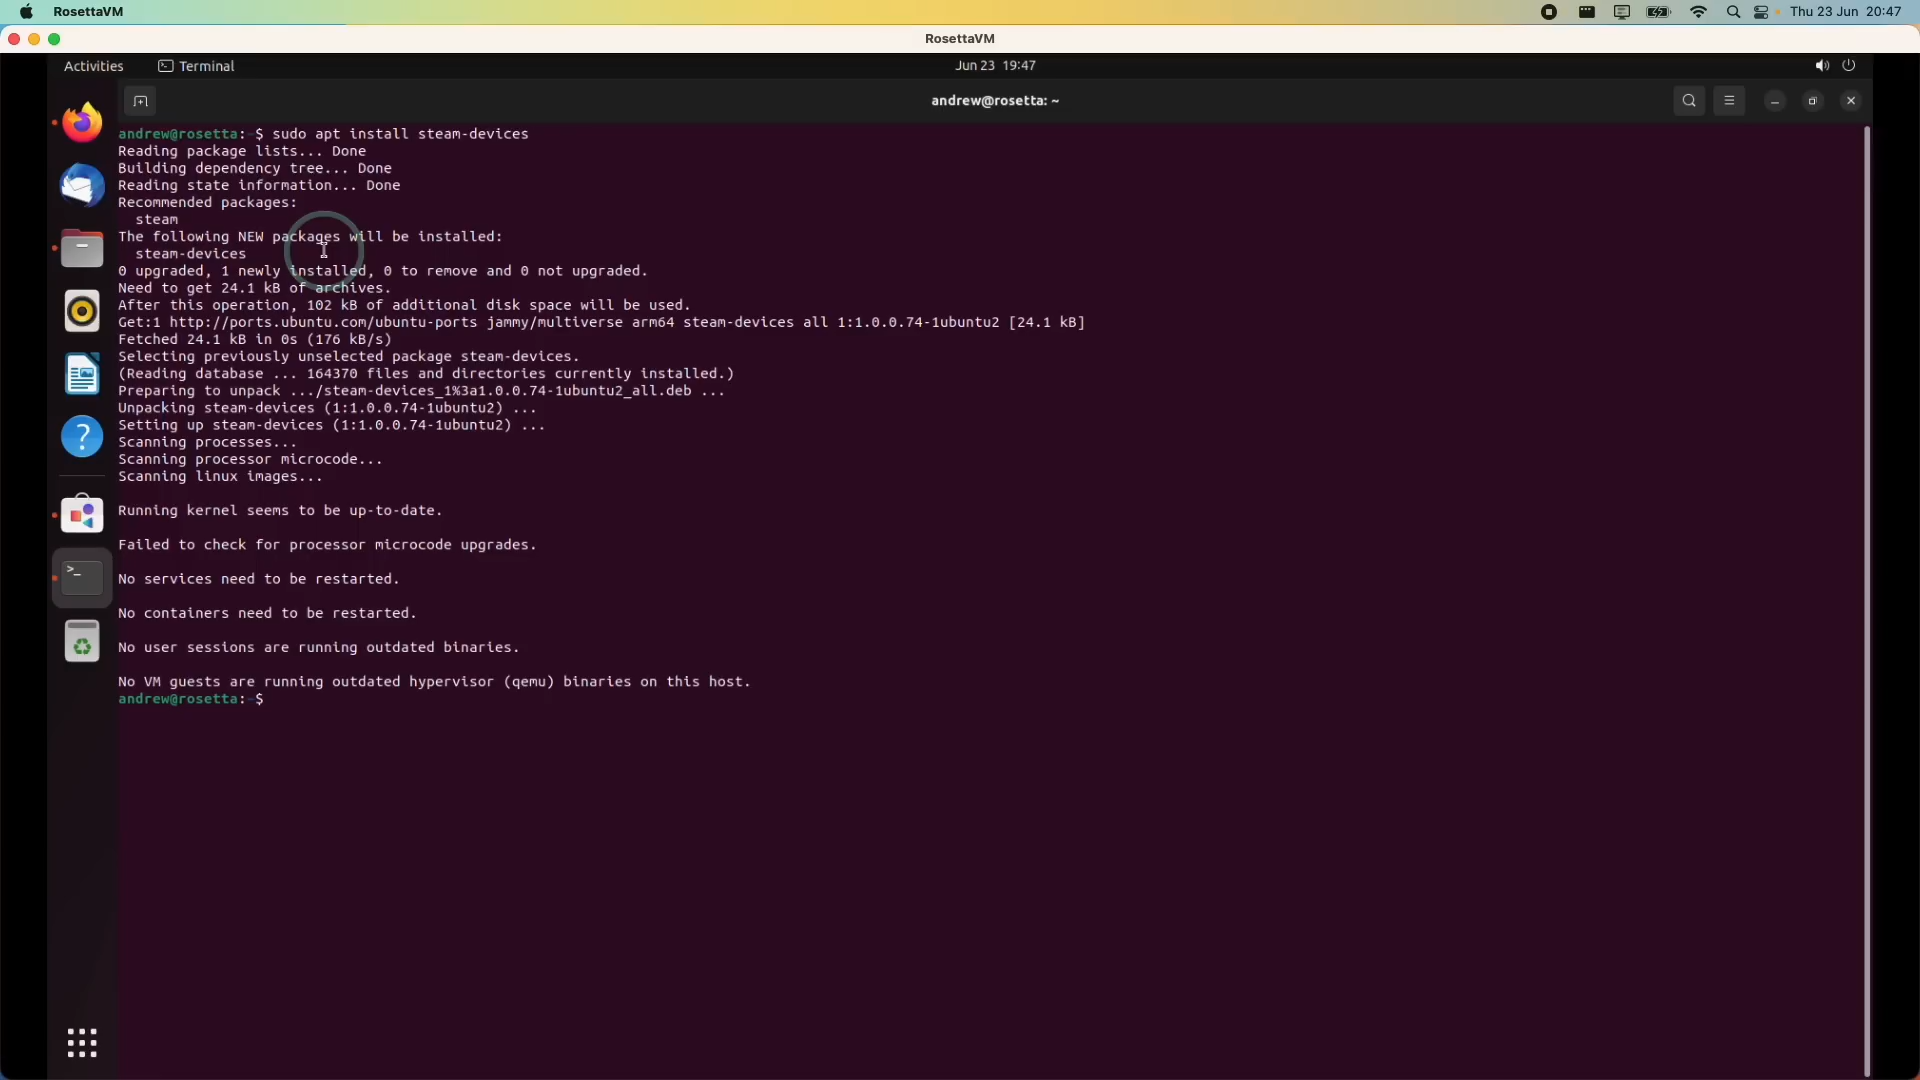 RosettaVM
Thu 23 Jun 20:47
RosettaVM
Activities
Terminal
Jun 23 19:47
andrew@rosetta: ~
andrew@rosetta:~$ sudo apt install steam-devices
Reading package lists... Done
Building dependency tree... Done
Reading state information... Done
Recommended packages:
steam
The following NEW packages will be installed:
steam-devices
0 upgraded, 1 newly installed, 0 to remove and 0 not upgraded.
Need to get 24.1 kB of archives.
After this operation, 102 kB of additional disk space will be used.
Get:1 http://ports.ubuntu.com/ubuntu-ports jammy/multiverse arm64 steam-devices all 1:1.0.0.74-1ubuntu2 [24.1 kB]
Fetched 24.1 kB in 0s (176 kB/s)
Selecting previously unselected package steam-devices.
(Reading database ... 164370 files and directories currently installed.)
Preparing to unpack .../steam-devices_1%3a1.0.0.74-1ubuntu2_all.deb ...
Unpacking steam-devices (1:1.0.0.74-1ubuntu2) ...
Setting up steam-devices (1:1.0.0.74-1ubuntu2) ...
Scanning processes...
Scanning processor microcode...
Scanning linux images...
Running kernel seems to be up-to-date.
Failed to check for processor microcode upgrades.
No services need to be restarted.
No containers need to be restarted.
No user sessions are running outdated binaries.
No VM guests are running outdated hypervisor (qemu) binaries on this host.
andrew@rosetta:~$